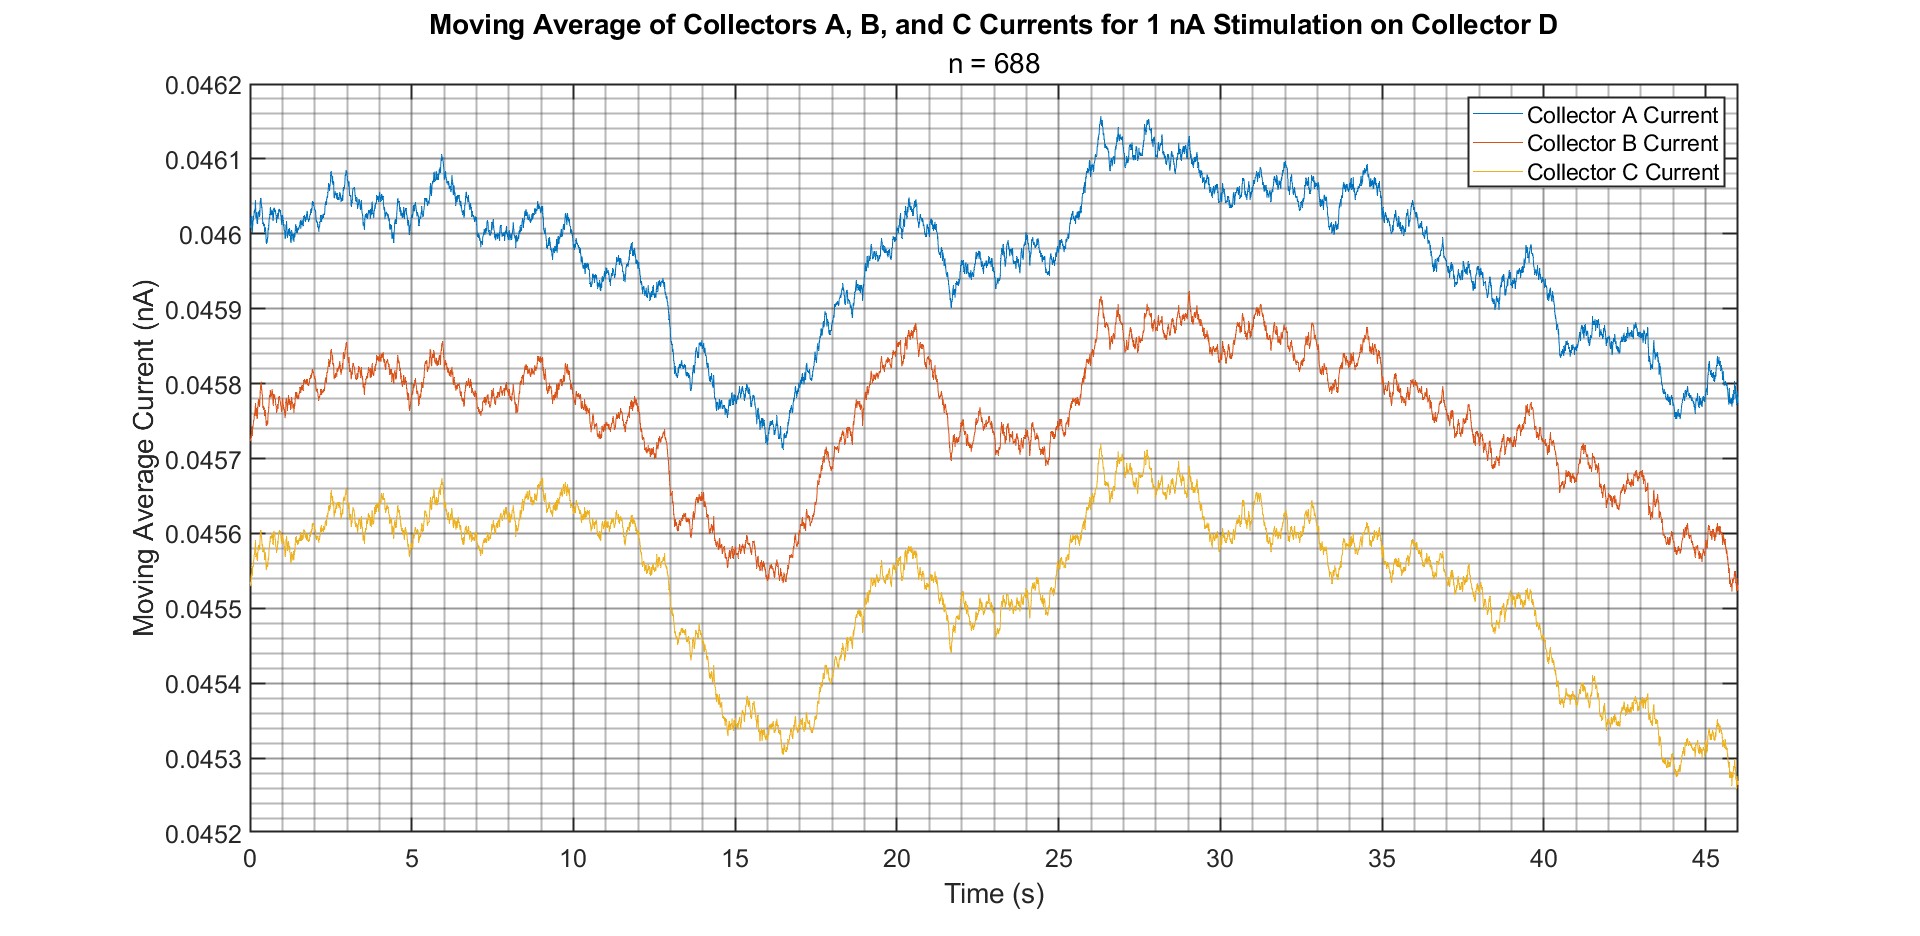 Moving Average of Collectors A, B, and C Currents for 1 nA Stimulation on Collector D
n = 688
Moving Average Current (nA)
0.0462
0.0461
0.046
0.0459
0.0458
0.0457
0.0456
0.0455
0.0454
0.0453
0.0452
Collector A Current
Collector B Current
Collector C Current
0 5 10 15 20 25 30 35 40 45
Time (s)